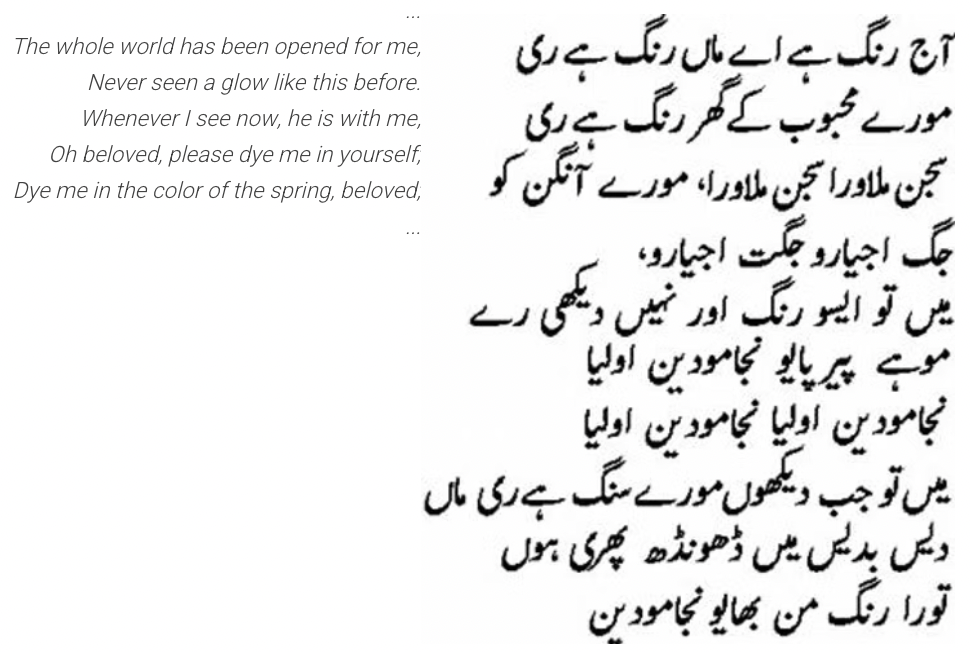 ...
The whole world has been opened for me,
Never seen a glow like this before.
Whenever I see now, he is with me,
Oh beloved, please dye me in yourself,
Dye me in the color of the spring, beloved;
...
آج رنگ ہے اے ماں رنگ ہے ری
مورے محبوب کے گھر رنگ ہے ری
سجن ملاورا سجن ملاورا، مورے آنگن کو
جگ اجیارو جگت اجیارو،
میں تو ایسو رنگ اور نہیں دیکھی رے
موہے پیر پایو نجامودین اولیا
نجامودین اولیا نجامودین اولیا
میں تو جب دیکھوں مورے سنگ ہے ری ماں
دیس بدیس میں ڈھونڈھ پھری ہوں
تورا رنگ من بھایو نجامودین